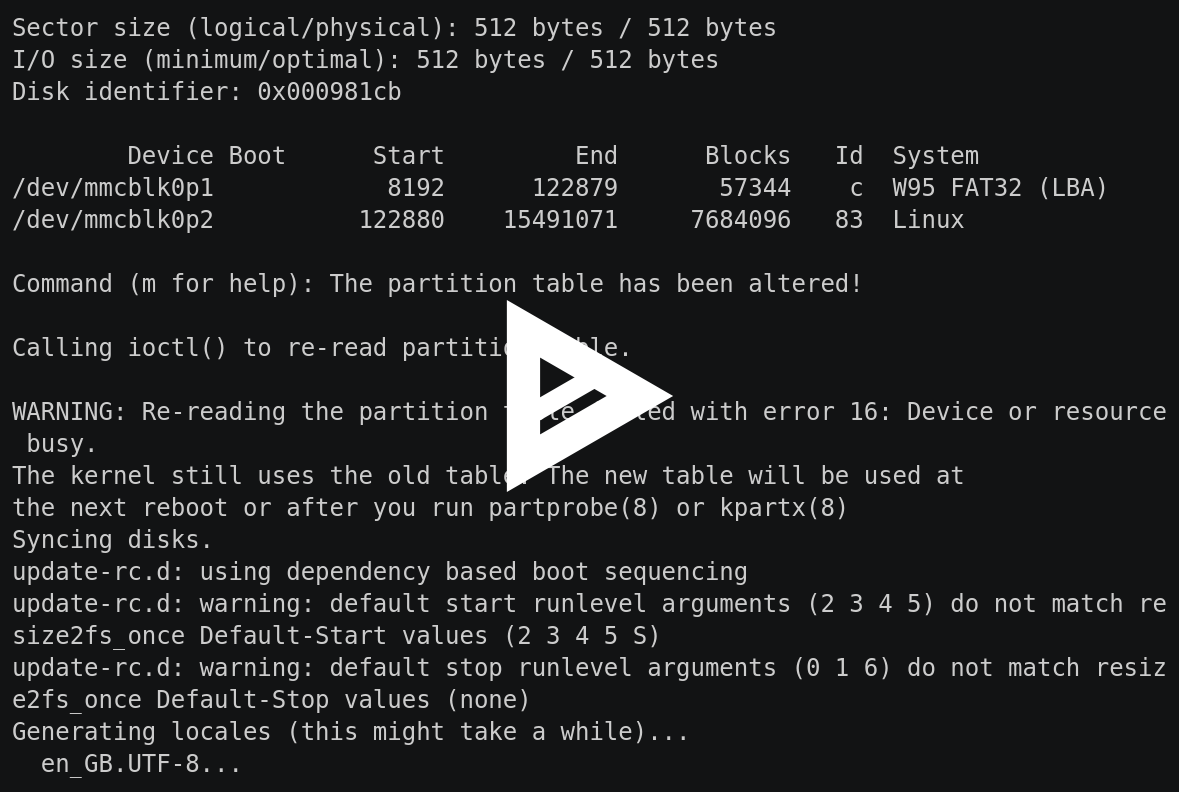 Sector size (logical/physical): 512 bytes / 512 bytes
I/O size (minimum/optimal): 512 bytes / 512 bytes
Disk identifier: 0x000981cb
Device Boot Start End Blocks Id System
/dev/mmcblk0p1 8192 122879 57344 c W95 FAT32 (LBA)
/dev/mmcblk0p2 122880 15491071 7684096 83 Linux
Command (m for help): The partition table has been altered!
Calling ioctl() to re-read
WARNING: Re-reading the partition with error 16: Device or resource
busy.
The kernel still uses the old table. The new table will be used at
the next reboot or after you run partprobe(8) or kpartx(8)
Syncing disks.
update-rc.d: using dependency based boot sequencing
update-rc.d: warning: default start runlevel arguments (2 3 4 5) do not match re
size2fs_once Default-Start values (2 3 4 5 S)
update-rc.d: warning: default stop runlevel arguments (0 1 6) do not match resiz
e2fs_once Default-Stop values (none)
Generating locales (this might take a while)...
en_GB.UTF-8...